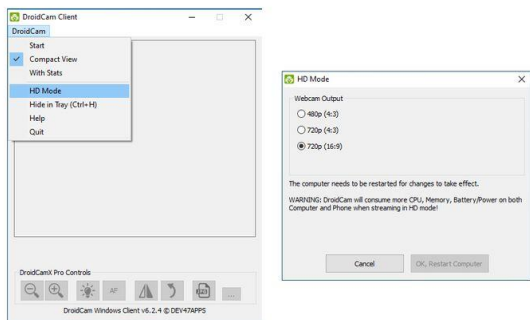 DroidCam Client
DroidCam
Start
Compact View
With Stats
HD Mode
Hide in Tray (Ctrl+H)
Help
Quit
DroidCamX Pro Controls
AF
...
DroidCam Windows Client v6.2.4 © DEV47APPS
HD Mode
Webcam Output
480p (4:3)
720p (4:3)
720p (16:9)
The computer needs to be restarted for changes to take effect.
WARNING: DroidCam will consume more CPU, Memory, Battery/Power on both
Computer and Phone when streaming in HD mode!
Cancel
OK, Restart Computer